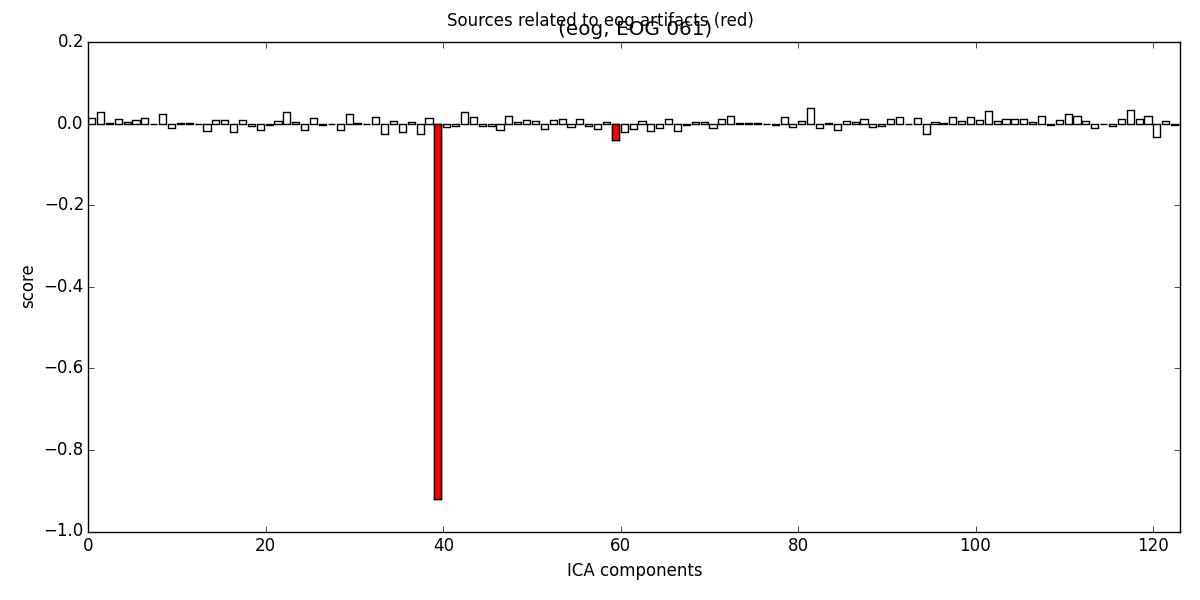 Sources related to eog artifacts (red)
(eog, EOG 061)
0.2
0.0
−0.2
−0.4
−0.6
−0.8
−1.0
score
0 20 40 60 80 100 120
ICA components